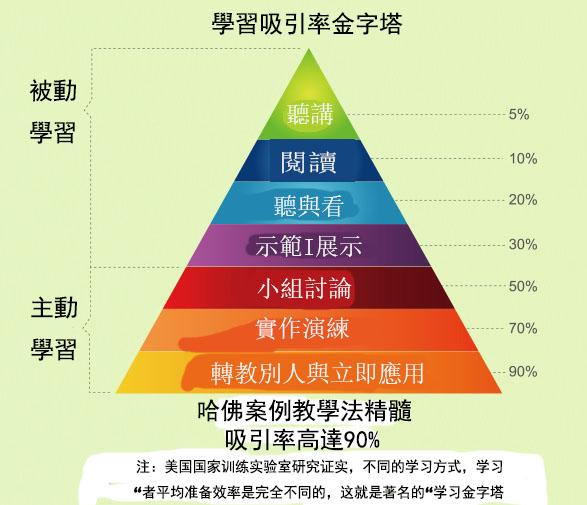 學習吸引率金字塔
被動
學習
聽講
5%
閱讀
10%
聽與看
20%
示範I展示
30%
主動
學習
小組討論
50%
實作演練
70%
轉教別人與立即應用
90%
哈佛案例教學法精髓
吸引率高達90%
注：美国国家训练实验室研究证实，不同的学习方式，学习
“者平均准备效率是完全不同的，这就是著名的“学习金字塔